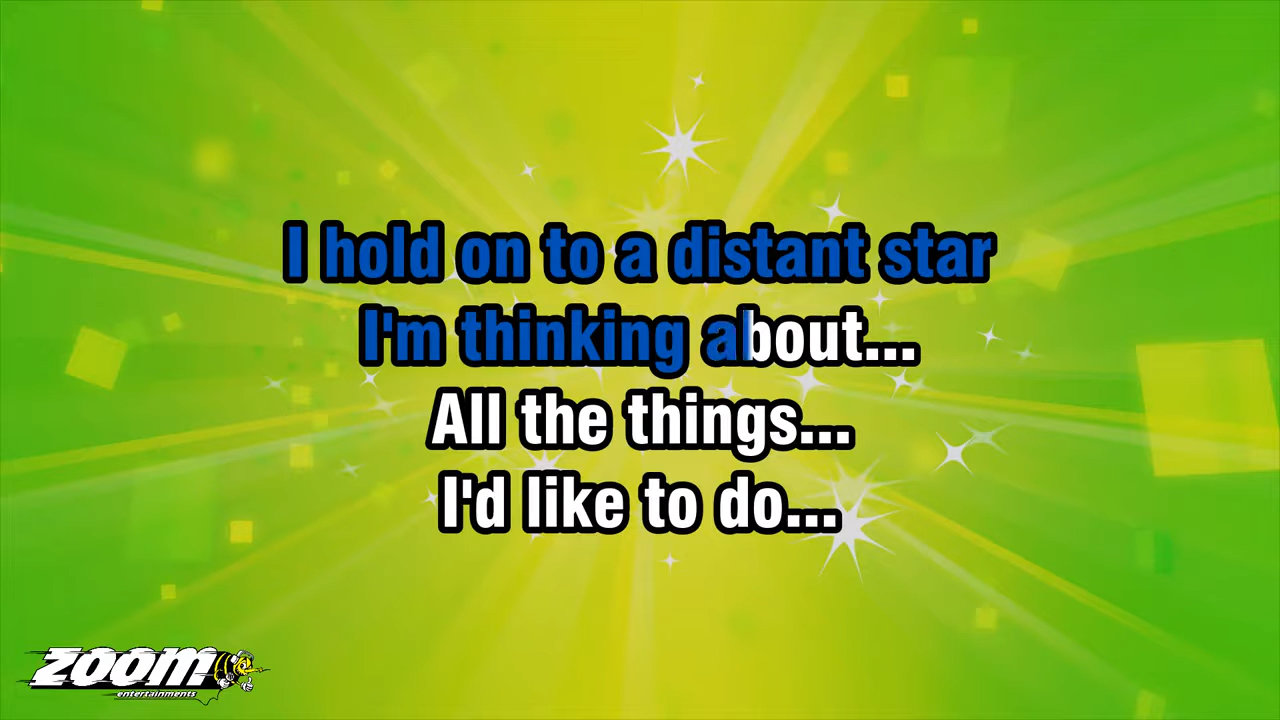 I hold on to a distant star
I'm thinking about...
All the things...
I'd like to do...
ZOOM
entertainments